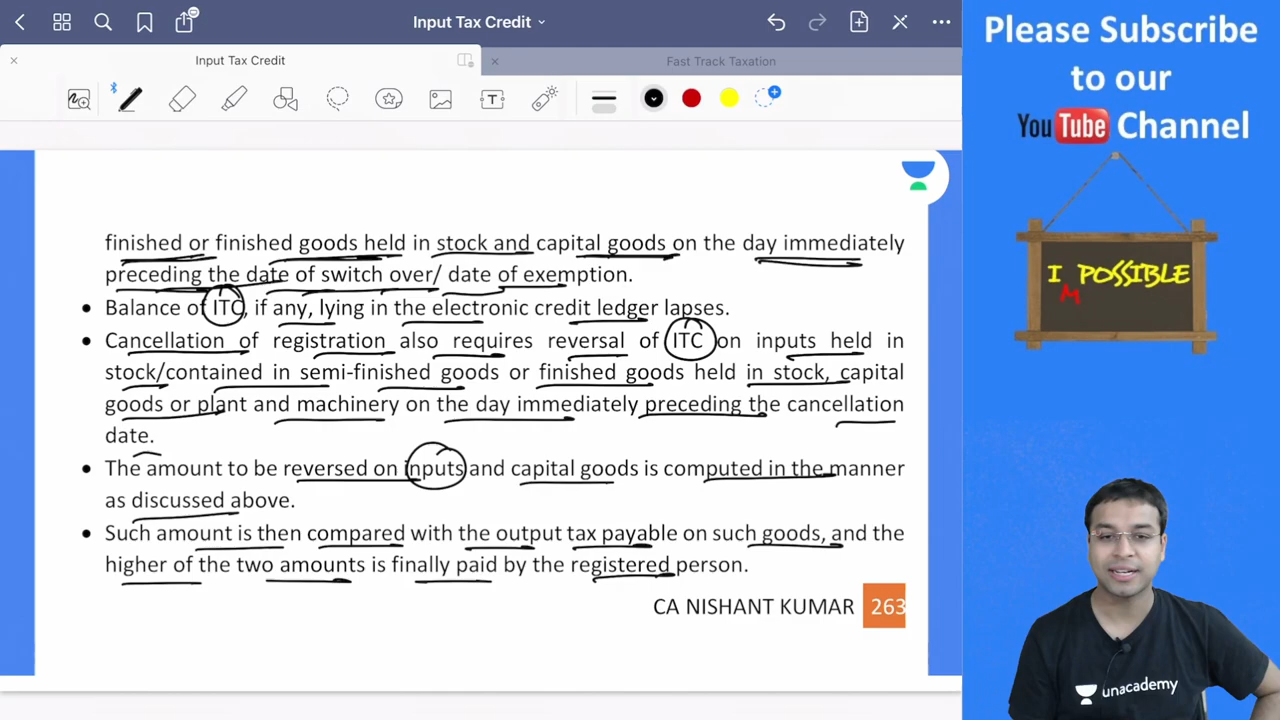 Input Tax Credit
Input Tax Credit
Fast Track Taxation
T
finished or finished goods held in stock and capital goods on the day immediately
preceding the date of switch over/ date of exemption.
• Balance of ITC, if any, lying in the electronic credit ledger lapses.
• Cancellation of registration also requires reversal of ITC on inputs held in
stock/contained in semi-finished goods or finished goods held in stock, capital
goods or plant and machinery on the day immediately preceding the cancellation
date.
• The amount to be reversed on inputs and capital goods is computed in the manner
as discussed above.
• Such amount is then compared with the output tax payable on such goods, and the
higher of the two amounts is finally paid by the registered person.
CA NISHANT KUMAR 263
Please Subscribe
to our
YouTube Channel
I POSSIBLE
M
unacademy